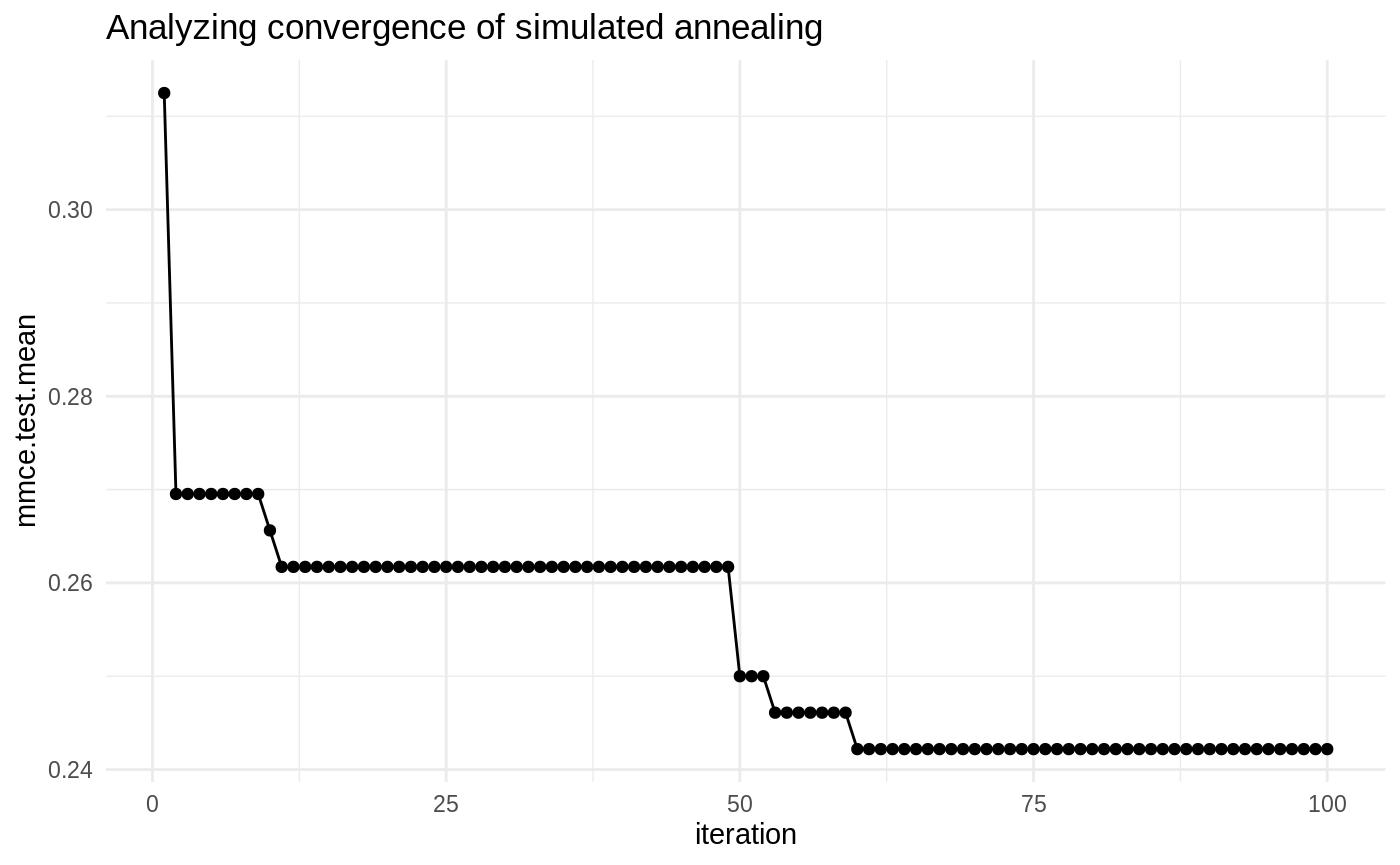 Analyzing convergence of simulated annealing
mmce.test.mean
0.30
0.28
0.26
0.24
0 25 50 75 100
iteration